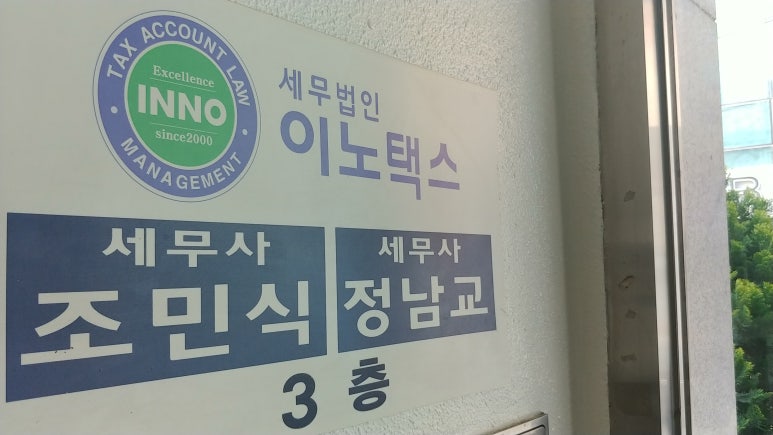 TAX ACCOUNT LAW
Excellence
INNO
since2000
MANAGEMENT
세무법인
이노택스
세무사
조민식
세무사
정남교
3층